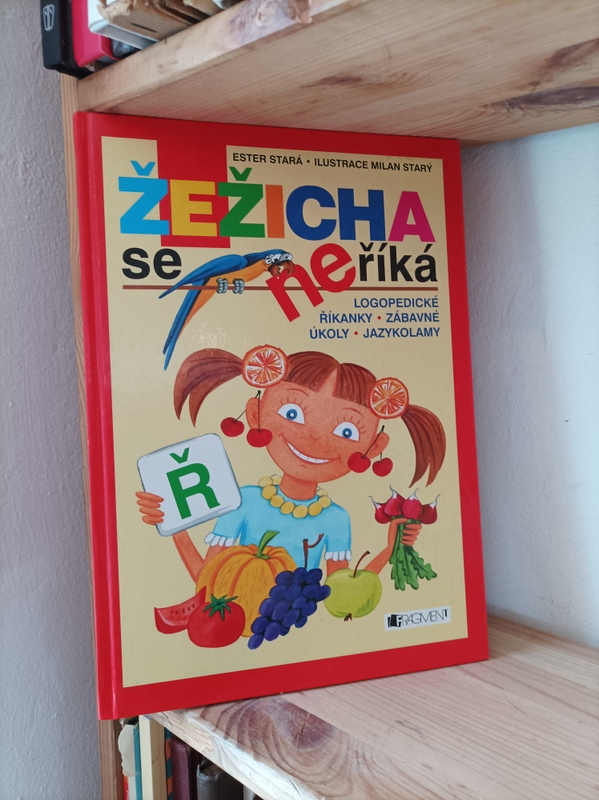 ESTER STARÁ • ILUSTRACE MILAN STARÝ
ŽEŽICHA
se neříká
LOGOPEDICKÉ
ŘÍKANKY • ZÁBAVNÉ
ÚKOLY • JAZYKOLAMY
Ř
FRAGMENT